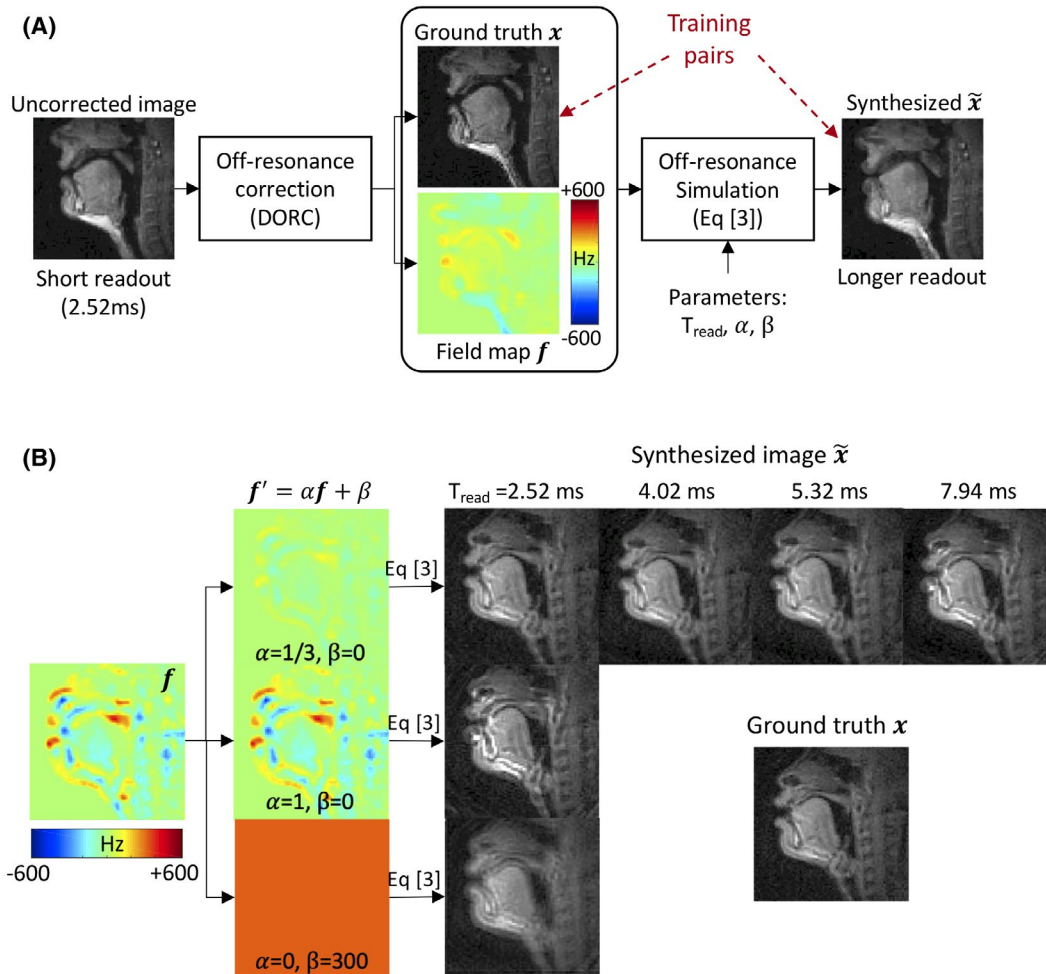 (A)
Ground truth x
Training
pairs
Uncorrected image
Synthesized x̃
Off-resonance
correction
(DORC)
Off-resonance
Simulation
(Eq [3])
+600
Hz
-600
Short readout
(2.52ms)
Longer readout
Parameters:
T_read, α, β
Field map f
(B)
Synthesized image x̃
f′ = αf + β
T_read =2.52 ms
4.02 ms
5.32 ms
7.94 ms
Eq [3]
α=1/3, β=0
f
Eq [3]
Ground truth x
α=1, β=0
Hz
-600
+600
Eq [3]
α=0, β=300